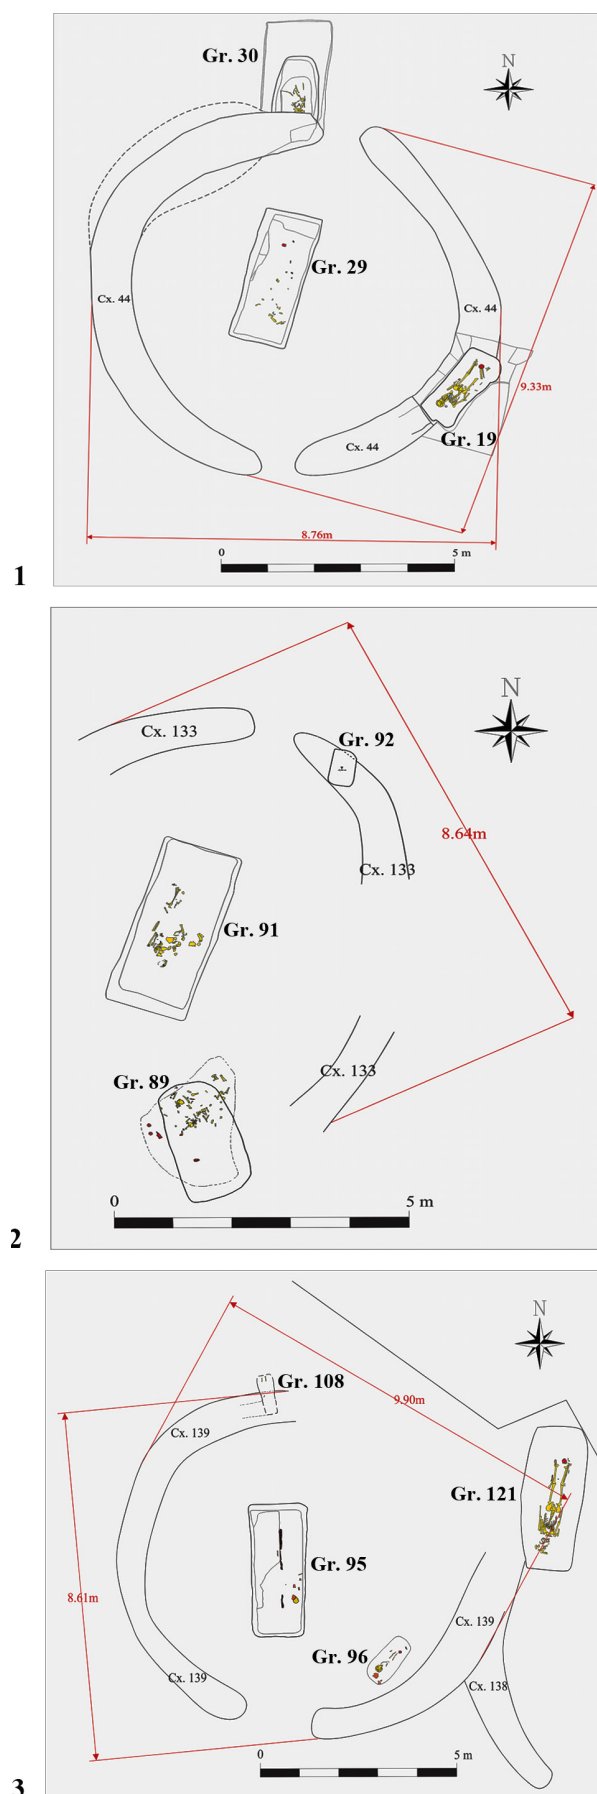 Gr. 30
N
Gr. 29
Cx. 44
Cx. 44
9.33m
Gr. 19
Cx. 44
8.76m
0 5 m
1
N
Cx. 133
Gr. 92
8.64m
Cx. 133
Gr. 91
Cx. 133
Gr. 89
0 5 m
2
N
Gr. 108
9.90m
Cx. 139
Gr. 121
Gr. 95
8.61m
Cx. 139
Gr. 96
Cx. 139
Cx. 138
0 5 m
3